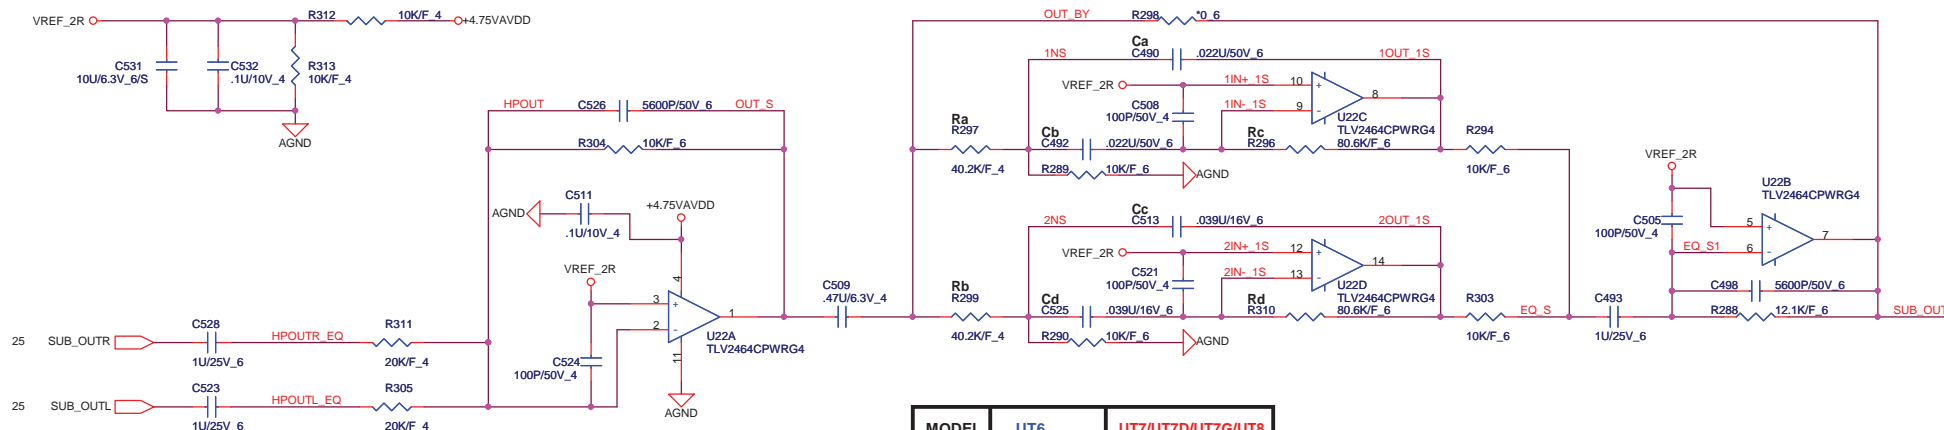 VREF_2R
R312
10K/F_4
+4.75VAVDD
C531
10U/6.3V_6/S
C532
.1U/10V_4
R313
10K/F_4
AGND
HPOUT
C526
5600P/50V_6
OUT_S
R304
10K/F_6
C511
AGND
.1U/10V_4
+4.75VAVDD
VREF_2R
4
3
+
2
-
1
11
U22A
TLV2464CPWRG4
C524
100P/50V_4
AGND
25
SUB_OUTR
C528
1U/25V_6
HPOUTR_EQ
R311
20K/F_4
25
SUB_OUTL
C523
1U/25V_6
HPOUTL_EQ
R305
20K/F_4
C509
.47U/6.3V_4
OUT_BY
R298
*0_6
Ca
1NS
C490
.022U/50V_6
1OUT_1S
VREF_2R
1IN+_1S
10
+
1IN-_1S
9
-
8
C508
100P/50V_4
U22C
TLV2464CPWRG4
Ra
R297
40.2K/F_4
Cb
C492
.022U/50V_6
Rc
R296
80.6K/F_6
R294
10K/F_6
R289
10K/F_6
AGND
Cc
2NS
C513
.039U/16V_6
2OUT_1S
VREF_2R
2IN+_1S
12
+
2IN-_1S
13
-
14
C521
100P/50V_4
U22D
TLV2464CPWRG4
Rb
R299
40.2K/F_4
Cd
C525
.039U/16V_6
Rd
R310
80.6K/F_6
R303
10K/F_6
EQ_S
R290
10K/F_6
AGND
C493
1U/25V_6
VREF_2R
C505
100P/50V_4
U22B
TLV2464CPWRG4
5
+
EQ_S1
6
-
7
C498
5600P/50V_6
R288
12.1K/F_6
SUB_OUT
MODEL
UT6
UT7/UT7D/UT7G/UT8